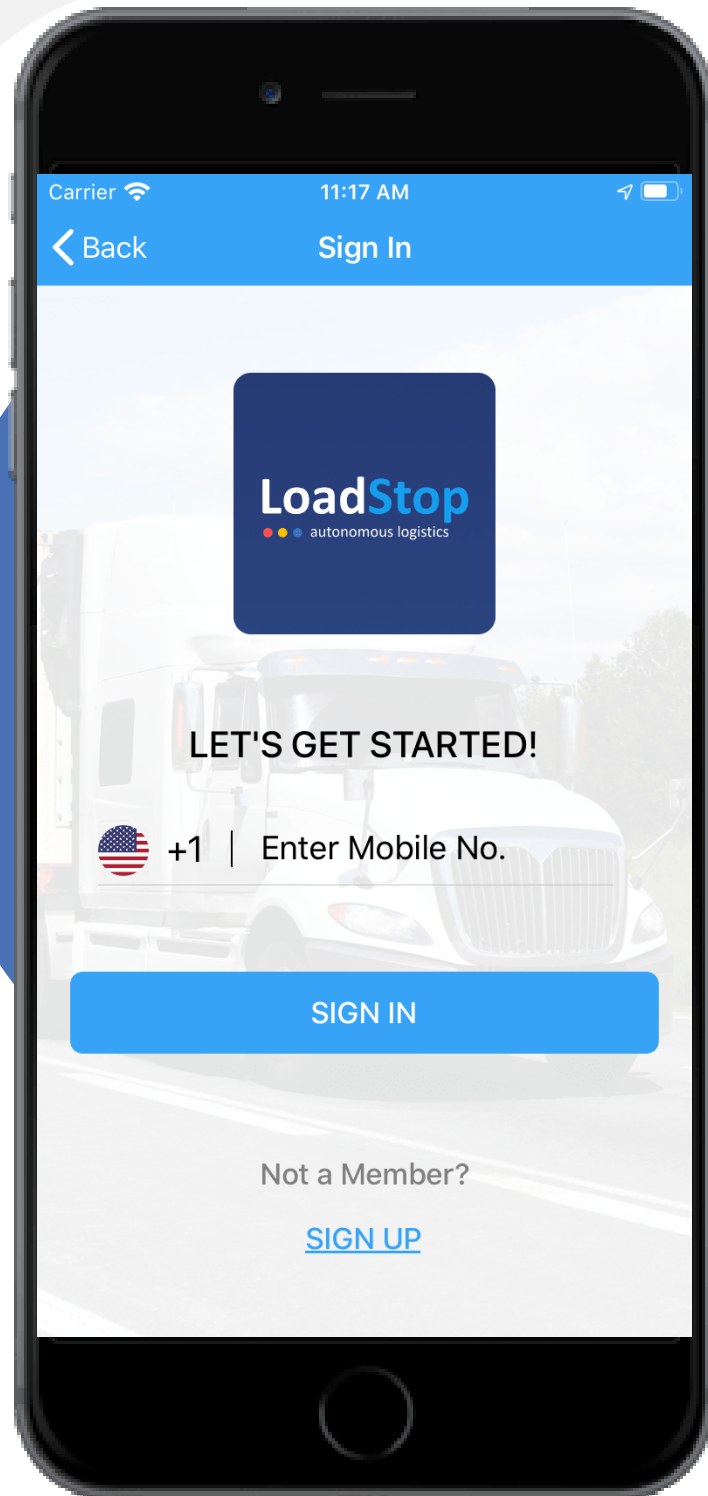 Carrier 11:17 AM
Back Sign In
LoadStop
autonomous logistics
LET'S GET STARTED!
+1 | Enter Mobile No.
SIGN IN
Not a Member?
SIGN UP